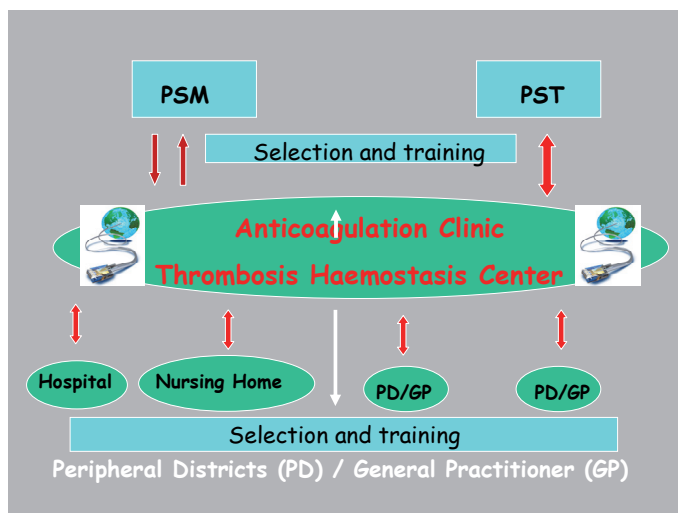 PSM
PST
Selection and training
Anticoagulation Clinic
Thrombosis Haemostasis Center
Hospital
Nursing Home
PD/GP
PD/GP
Selection and training
Peripheral Districts (PD) / General Practitioner (GP)